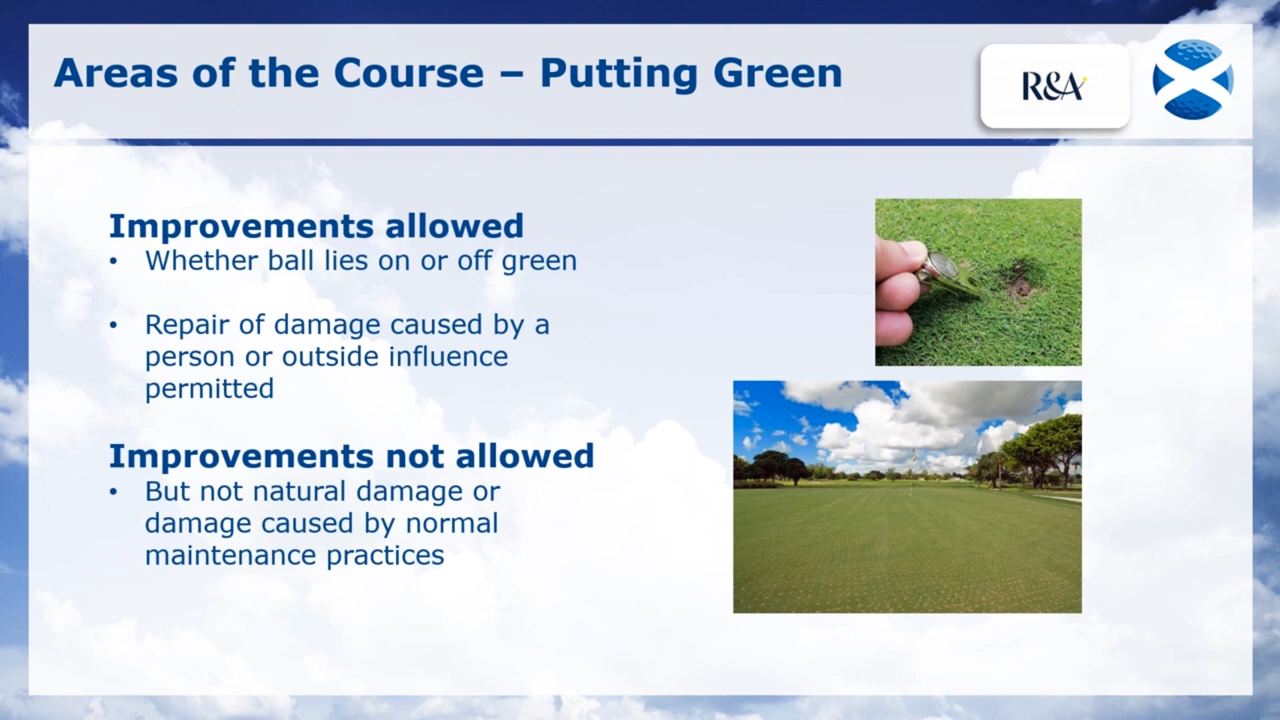 Areas of the Course – Putting Green
R&A
Improvements allowed
• Whether ball lies on or off green
• Repair of damage caused by a
person or outside influence
permitted
Improvements not allowed
• But not natural damage or
damage caused by normal
maintenance practices